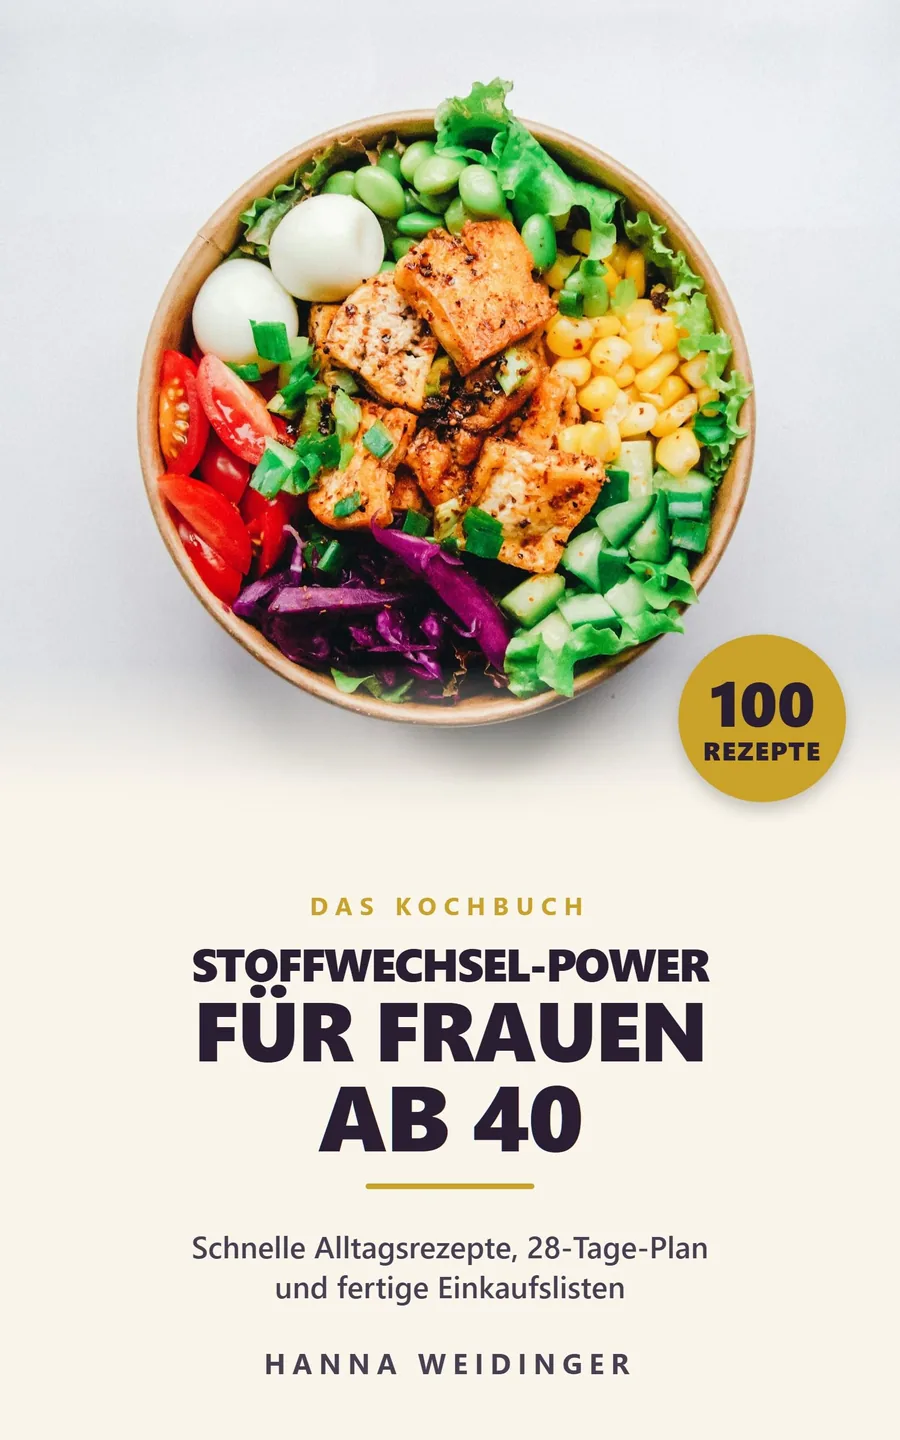 100
REZEPTE
DAS KOCHBUCH
STOFFWECHSEL-POWER
FÜR FRAUEN
AB 40
Schnelle Alltagsrezepte, 28-Tage-Plan
und fertige Einkaufslisten
HANNA WEIDINGER